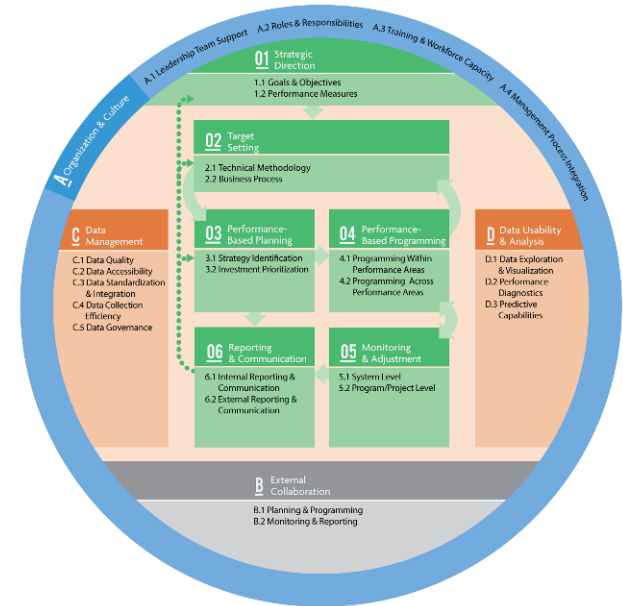 A Organization & Culture
A.1 Leadership Team Support
A.2 Roles & Responsibilities
A.3 Training & Workforce Capacity
A.4 Management Process Integration
01 Strategic
Direction
1.1 Goals & Objectives
1.2 Performance Measures
02 Target
Setting
2.1 Technical Methodology
2.2 Business Process
C Data
Management
C.1 Data Quality
C.2 Data Accessibility
C.3 Data Standardization
& Integration
C.4 Data Collection
Efficiency
C.5 Data Governance
03 Performance-
Based Planning
3.1 Strategy Identification
3.2 Investment Prioritization
04 Performance-
Based Programming
4.1 Programming Within
Performance Areas
4.2 Programming Across
Performance Areas
D Data Usability
& Analysis
D.1 Data Exploration
& Visualization
D.2 Performance
Diagnostics
D.3 Predictive
Capabilities
06 Reporting
& Communication
6.1 Internal Reporting &
Communication
6.2 External Reporting &
Communication
05 Monitoring
& Adjustment
5.1 System Level
5.2 Program/Project Level
B External
Collaboration
B.1 Planning & Programming
B.2 Monitoring & Reporting